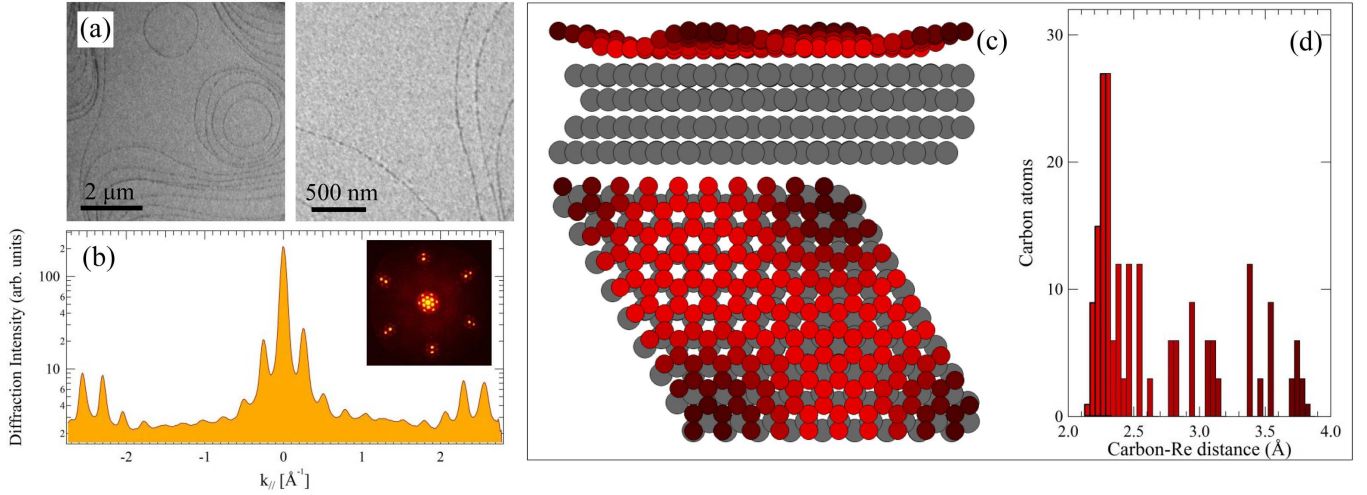 (a)
2 μm
500 nm
(b)
Diffraction Intensity (arb. units)
2
100
6
4
2
10
6
4
2
-2
-1
0
1
2
k// [Å-1]
(c)
(d)
Carbon atoms
30
20
10
0
2.0
2.5
3.0
3.5
4.0
Carbon-Re distance (Å)